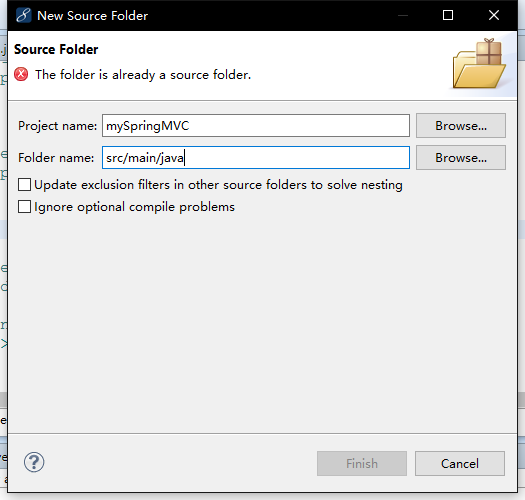 New Source Folder
Source Folder
The folder is already a source folder.
Project name: mySpringMVC Browse...
Folder name: src/main/java Browse...
Update exclusion filters in other source folders to solve nesting
Ignore optional compile problems
? Finish Cancel